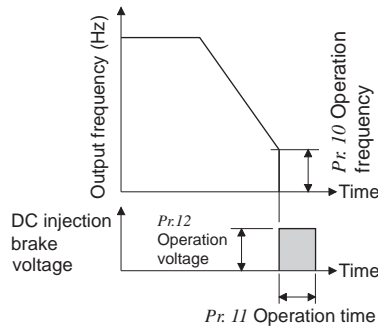 Output frequency (Hz)
Pr. 10 Operation
frequency
Time
DC injection
brake
voltage
Pr.12
Operation
voltage
Time
Pr. 11 Operation time